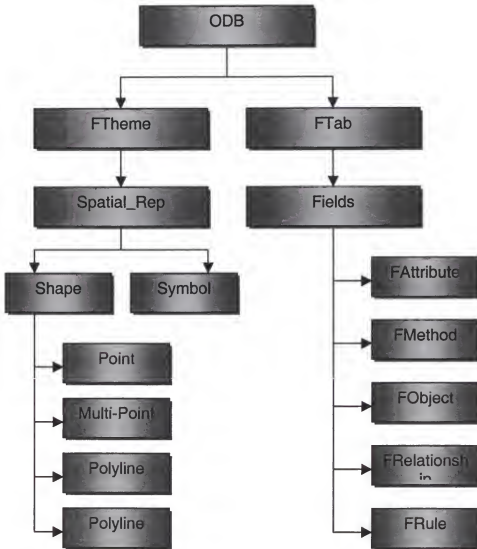 ODB
FTheme
FTab
Spatial_Rep
Fields
Shape
Symbol
FAttribute
Point
FMethod
Multi-Point
FObject
Polyline
FRelationsh
ip
Polyline
FRule